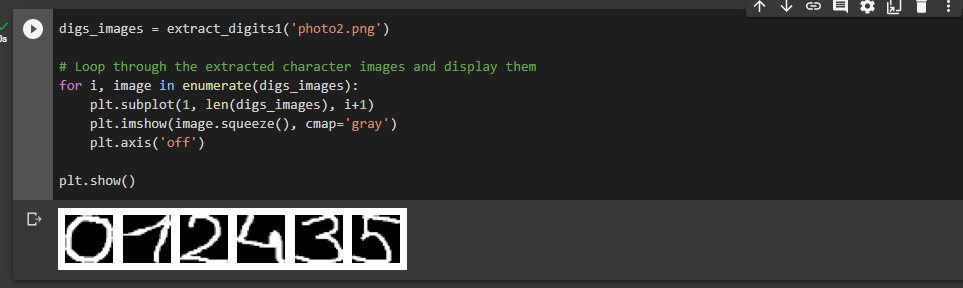 digs_images = extract_digits1('photo2.png')
# Loop through the extracted character images and display them
for i, image in enumerate(digs_images):
    plt.subplot(1, len(digs_images), i+1)
    plt.imshow(image.squeeze(), cmap='gray')
    plt.axis('off')
plt.show()
0 1 2 4 3 5